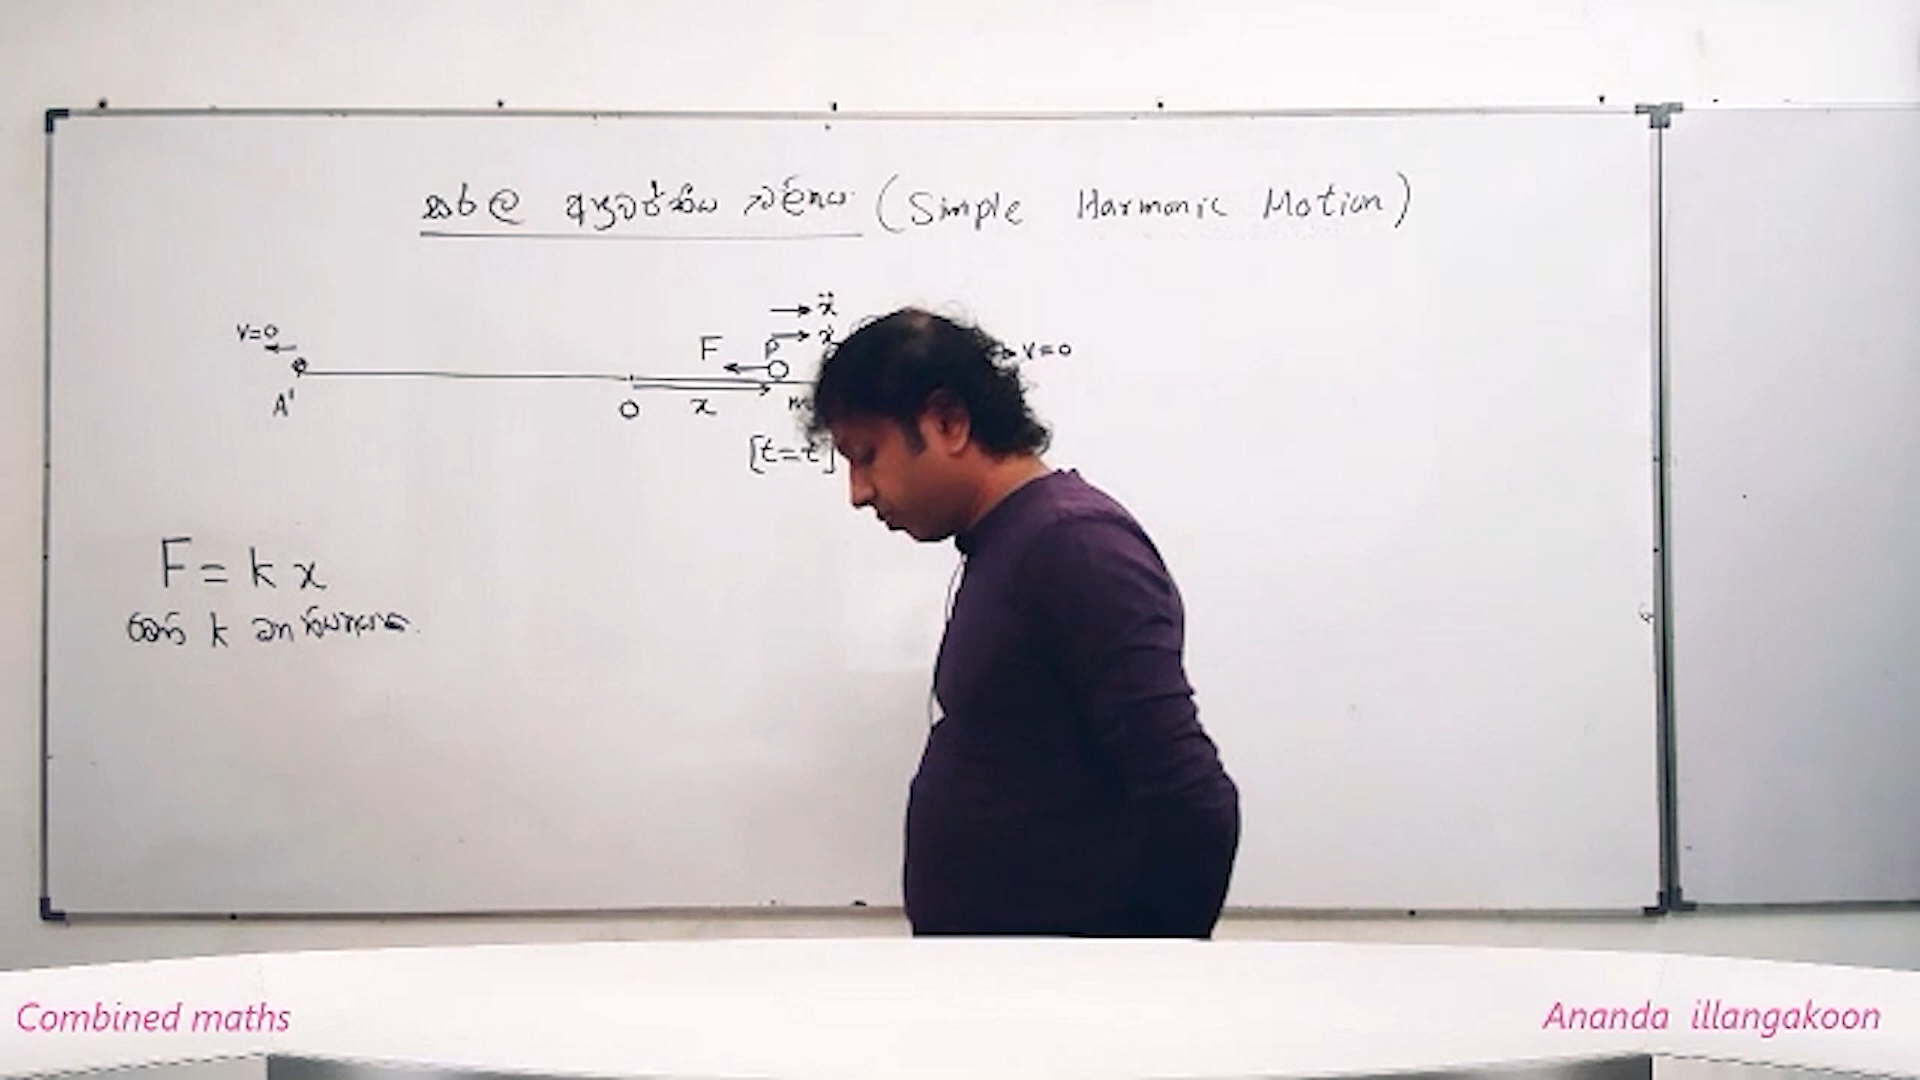 සරල අනුවර්තීය චලිතය (Simple Harmonic Motion)
ẍ
v=0
F P ẋ
v=0
A' O x m
[t=t]
F = k x
මෙහි k නියතයකි.
Combined maths
Ananda illangakoon